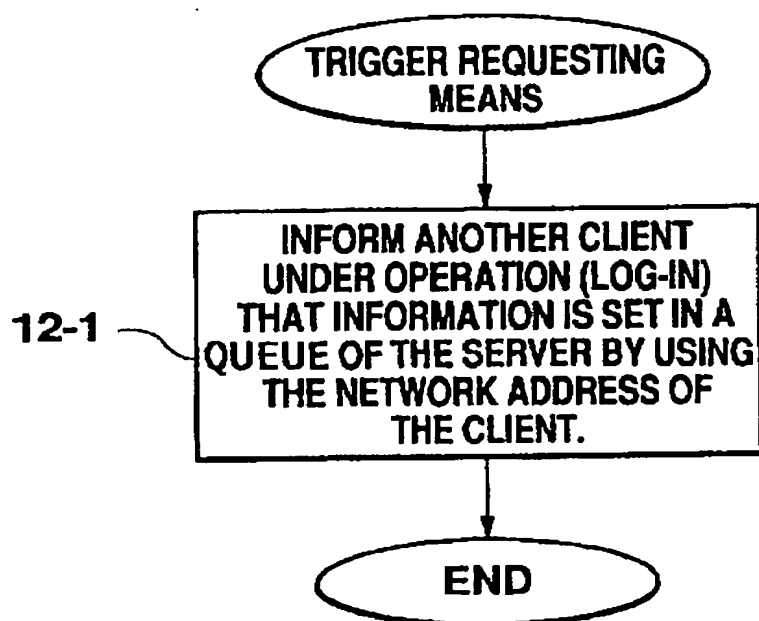 TRIGGER REQUESTING
MEANS
12-1
INFORM ANOTHER CLIENT
UNDER OPERATION (LOG-IN)
THAT INFORMATION IS SET IN A
QUEUE OF THE SERVER BY USING
THE NETWORK ADDRESS OF
THE CLIENT.
END